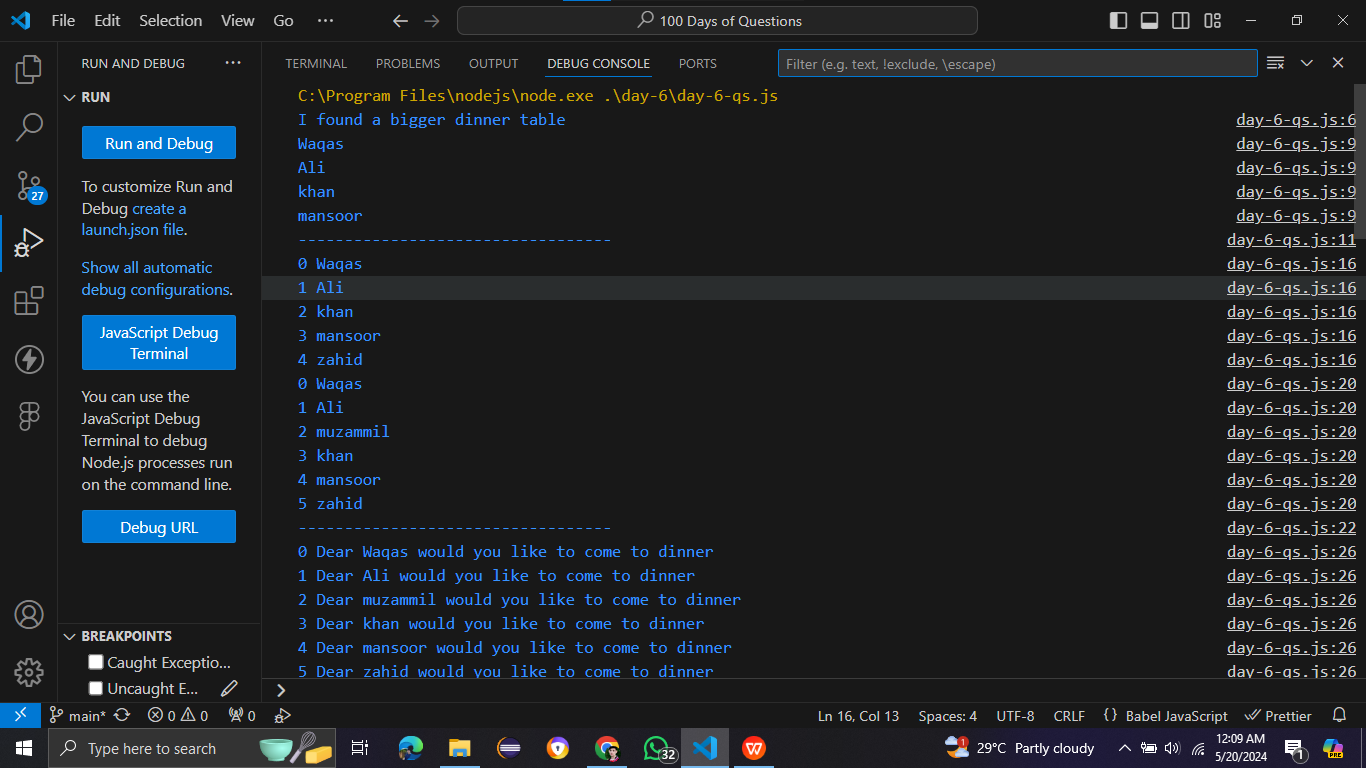 File Edit Selection View Go ··· 100 Days of Questions
RUN AND DEBUG ···
RUN
Run and Debug
To customize Run and
Debug create a
launch.json file.
Show all automatic
debug configurations.
JavaScript Debug
Terminal
You can use the
JavaScript Debug
Terminal to debug
Node.js processes run
on the command line.
Debug URL
BREAKPOINTS
Caught Exceptio...
Uncaught E...
TERMINAL PROBLEMS OUTPUT DEBUG CONSOLE PORTS Filter (e.g. text, !exclude, \escape)
C:\Program Files\nodejs\node.exe .\day-6\day-6-qs.js
I found a bigger dinner table day-6-qs.js:6
Waqas day-6-qs.js:9
Ali day-6-qs.js:9
khan day-6-qs.js:9
mansoor day-6-qs.js:9
---------------------------------- day-6-qs.js:11
0 Waqas day-6-qs.js:16
1 Ali day-6-qs.js:16
2 khan day-6-qs.js:16
3 mansoor day-6-qs.js:16
4 zahid day-6-qs.js:16
0 Waqas day-6-qs.js:20
1 Ali day-6-qs.js:20
2 muzammil day-6-qs.js:20
3 khan day-6-qs.js:20
4 mansoor day-6-qs.js:20
5 zahid day-6-qs.js:20
---------------------------------- day-6-qs.js:22
0 Dear Waqas would you like to come to dinner day-6-qs.js:26
1 Dear Ali would you like to come to dinner day-6-qs.js:26
2 Dear muzammil would you like to come to dinner day-6-qs.js:26
3 Dear khan would you like to come to dinner day-6-qs.js:26
4 Dear mansoor would you like to come to dinner day-6-qs.js:26
5 Dear zahid would you like to come to dinner day-6-qs.js:26
27
main* 0 0 0 Ln 16, Col 13 Spaces: 4 UTF-8 CRLF {} Babel JavaScript Prettier
Type here to search 32 1 29°C Partly cloudy 12:09 AM 1 PRE
5/20/2024